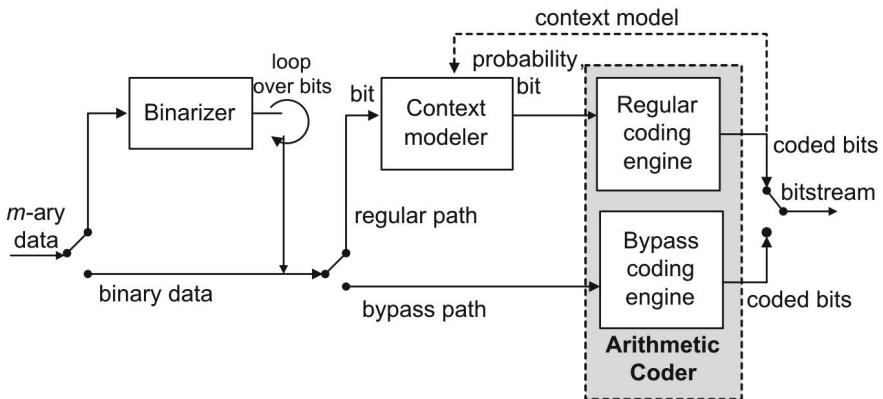 context model
loop
over bits
probability,
bit
bit
Binarizer
Context
modeler
Regular
coding
engine
coded bits
bitstream
m-ary
data
regular path
binary data
bypass path
Bypass
coding
engine
coded bits
Arithmetic
Coder